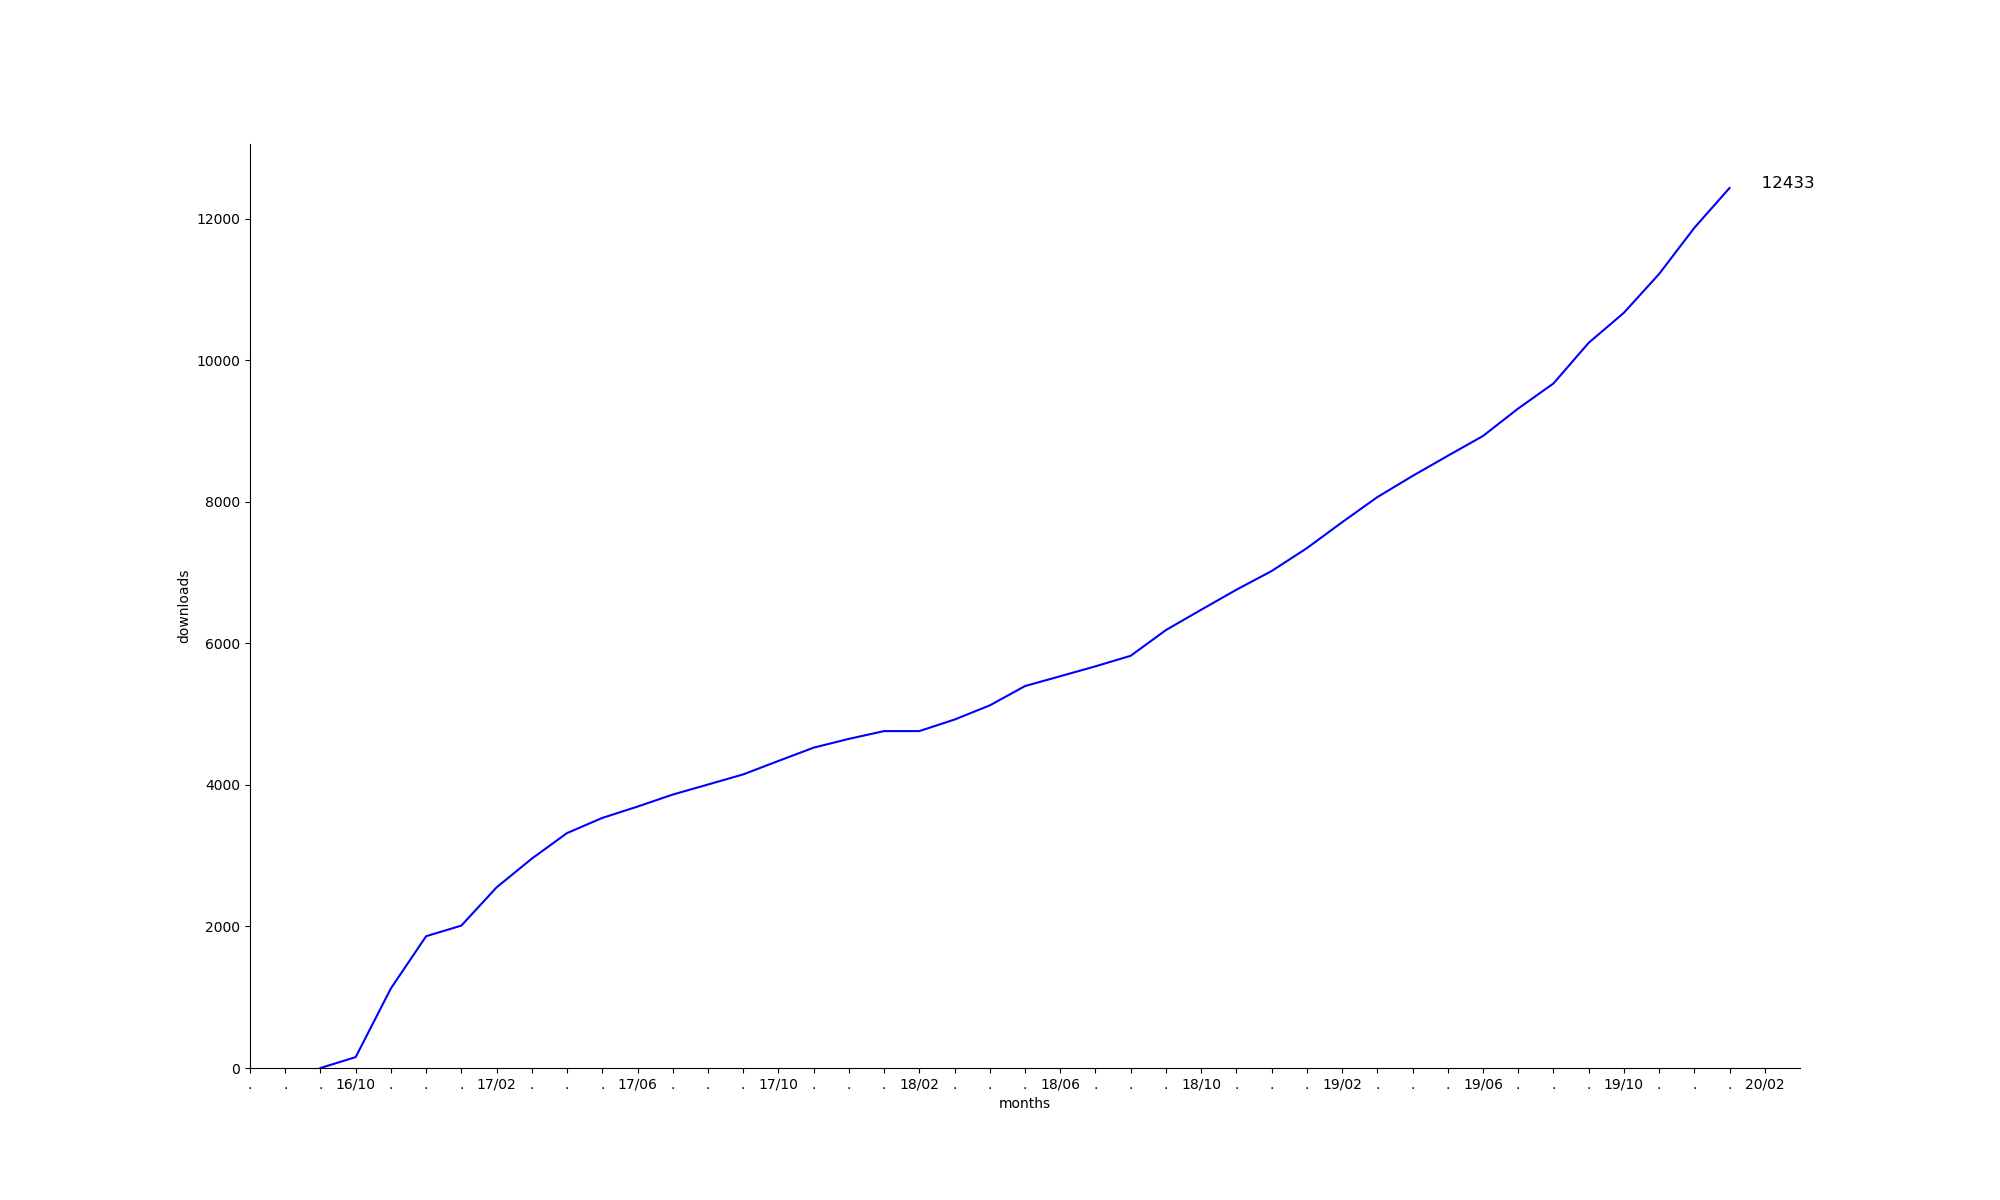 12433
12000
10000
8000
6000
4000
2000
0
downloads
. . . 16/10 . . . 17/02 . . . 17/06 . . . 17/10 . . . 18/02 . . . 18/06 . . . 18/10 . . . 19/02 . . . 19/06 . . . 19/10 . . . 20/02
months